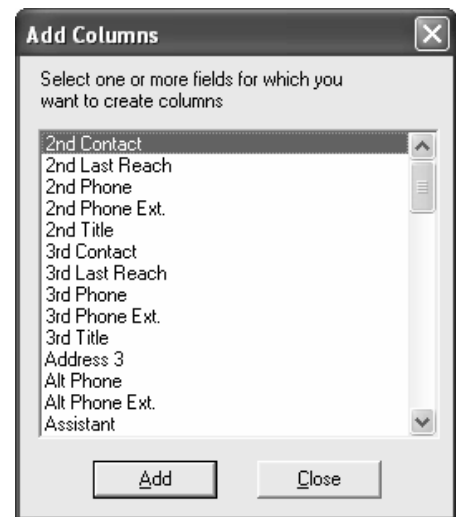 Add Columns
Select one or more fields for which you
want to create columns
2nd Contact
2nd Last Reach
2nd Phone
2nd Phone Ext.
2nd Title
3rd Contact
3rd Last Reach
3rd Phone
3rd Phone Ext.
3rd Title
Address 3
Alt Phone
Alt Phone Ext.
Assistant
Add Close